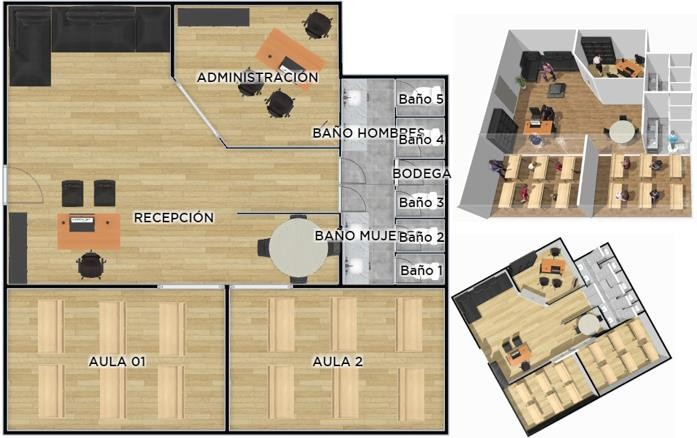 ADMINISTRACIÓN
Baño 5
BAÑO HOMBRES
Baño 4
BODEGA
RECEPCIÓN
Baño 3
BAÑO MUJE
Baño 2
Baño 1
AULA 01
AULA 2